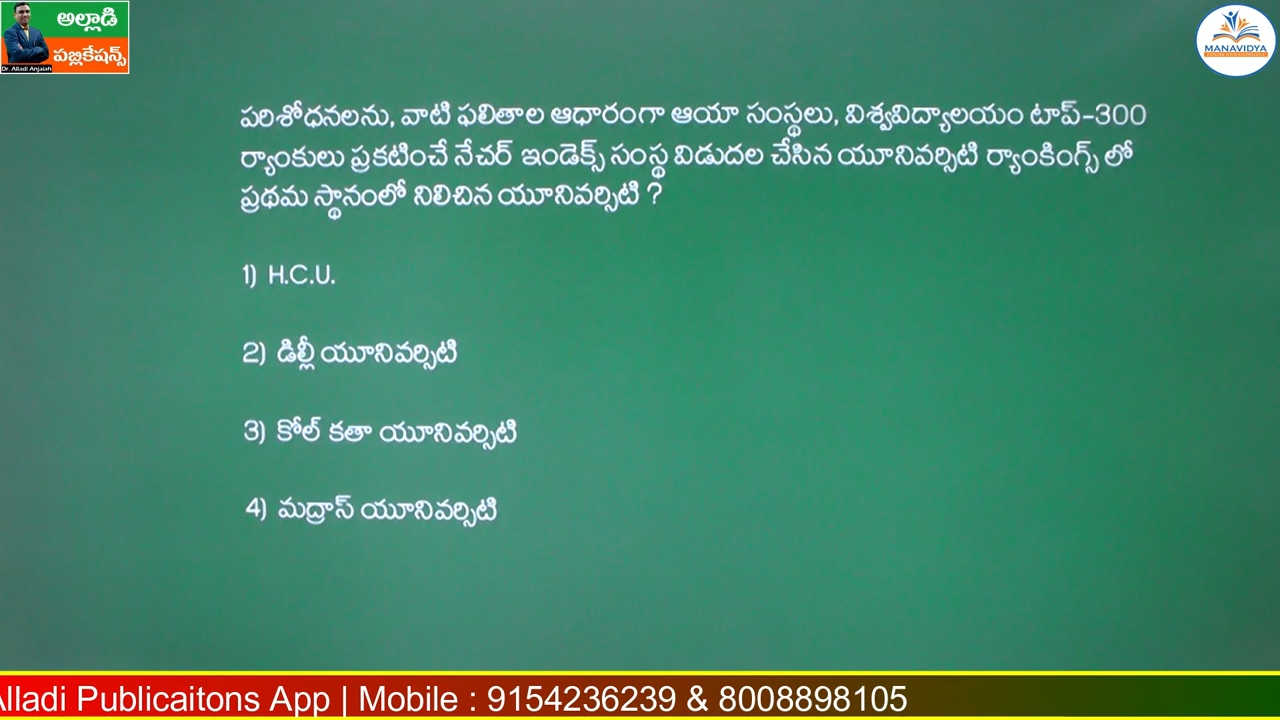 అల్లాడి
పబ్లికేషన్స్
Dr. Alladi Anjaiah
MANAVIDYA
పరిశోధనలను, వాటి ఫలితాల ఆధారంగా ఆయా సంస్థలు, విశ్వవిద్యాలయం టాప్-300
ర్యాంకులు ప్రకటించే నేచర్ ఇండెక్స్ సంస్థ విడుదల చేసిన యూనివర్సిటి ర్యాంకింగ్స్ లో
ప్రథమ స్థానంలో నిలిచిన యూనివర్సిటి ?
1) H.C.U.
2) డిల్లీ యూనివర్సిటి
3) కోల్ కతా యూనివర్సిటి
4) మద్రాస్ యూనివర్సిటి
Alladi Publicaitons App | Mobile : 9154236239 & 8008898105